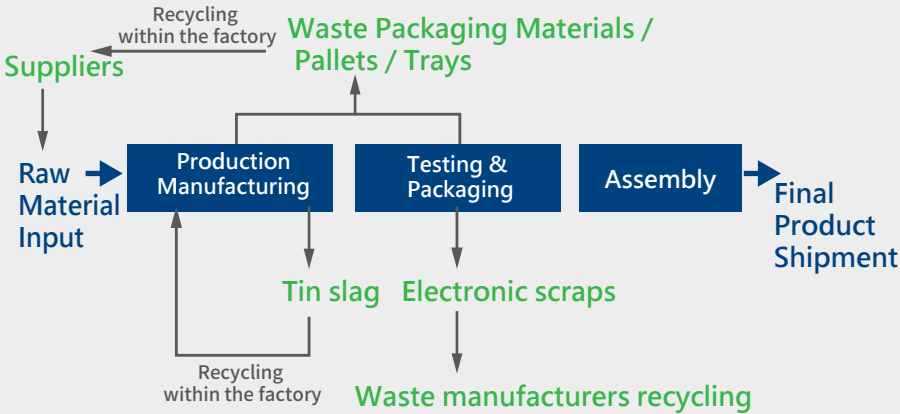 Recycling
within the factory
Waste Packaging Materials /
Pallets / Trays
Suppliers
Raw
Material
Input
Production
Manufacturing
Testing &
Packaging
Assembly
Final
Product
Shipment
Tin slag
Electronic scraps
Recycling
within the factory
Waste manufacturers recycling